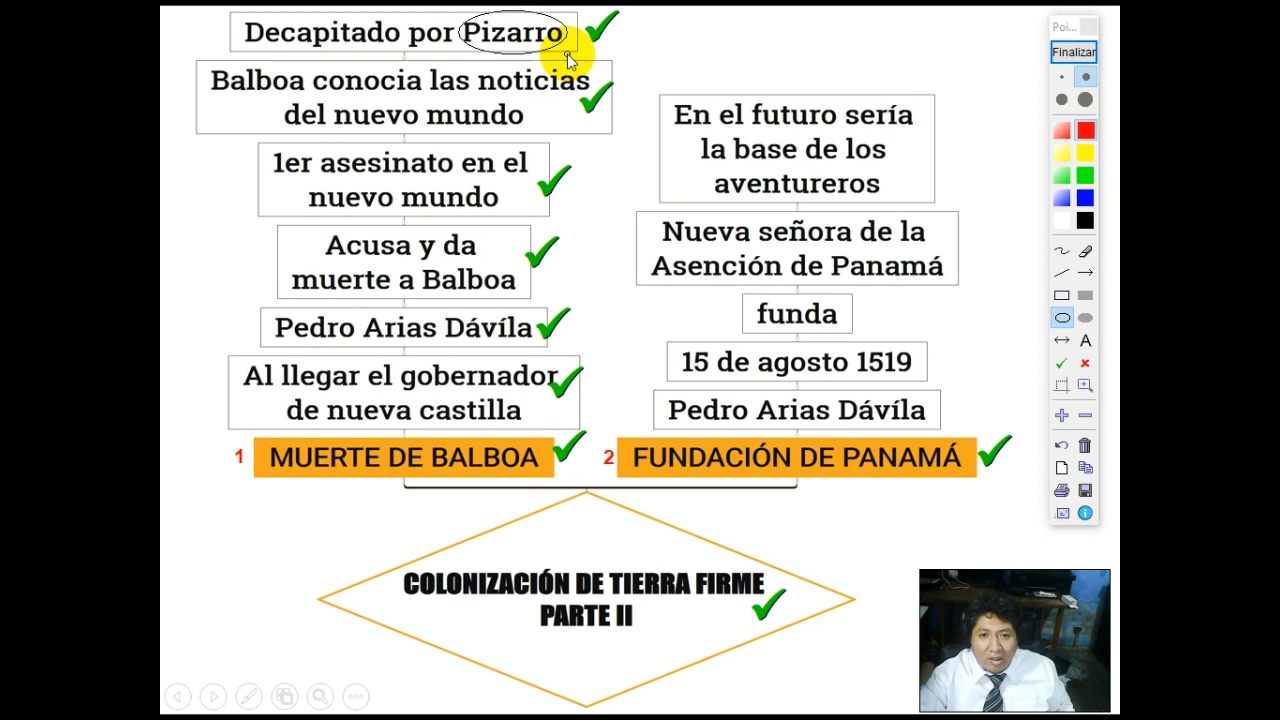 Decapitado por Pizarro
Balboa conocia las noticias
del nuevo mundo
1er asesinato en el
nuevo mundo
Acusa y da
muerte a Balboa
Pedro Arias Dávíla
Al llegar el gobernador
de nueva castilla
1 MUERTE DE BALBOA
En el futuro sería
la base de los
aventureros
Nueva señora de la
Asención de Panamá
funda
15 de agosto 1519
Pedro Arias Dávíla
2 FUNDACIÓN DE PANAMÁ
COLONIZACIÓN DE TIERRA FIRME
PARTE II
Poi...
Finalizar
A